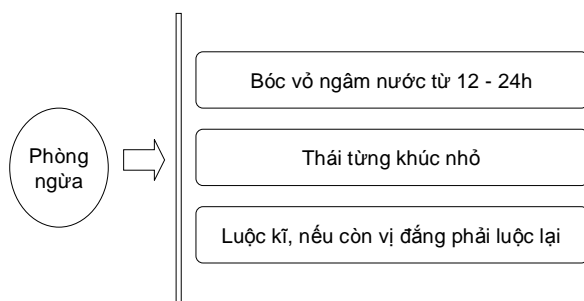 Phòng
ngừa
Bóc vỏ ngâm nước từ 12 - 24h
Thái từng khúc nhỏ
Luộc kĩ, nếu còn vị đắng phải luộc lại